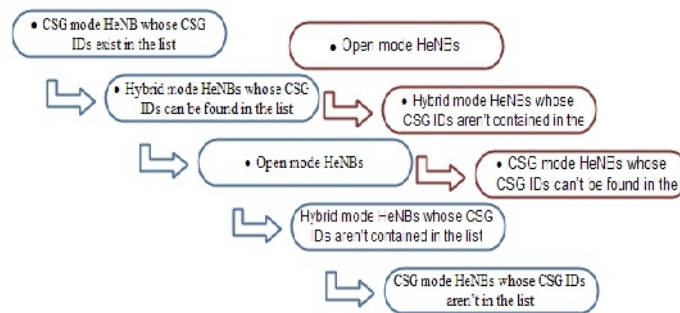 • CSG mode HeNB whose CSG
IDs exist in the list
• Open mode HeNBs
• Hybrid mode HeNBs whose CSG
IDs can be found in the list
• Hybrid mode HeNBs whose
CSG IDs aren't contained in the
• Open mode HeNBs
• CSG mode HeNBs whose
CSG IDs can't be found in the
Hybrid mode HeNBs whose CSG
IDs aren't contained in the list
CSG mode HeNBs whose CSG IDs
aren't in the list